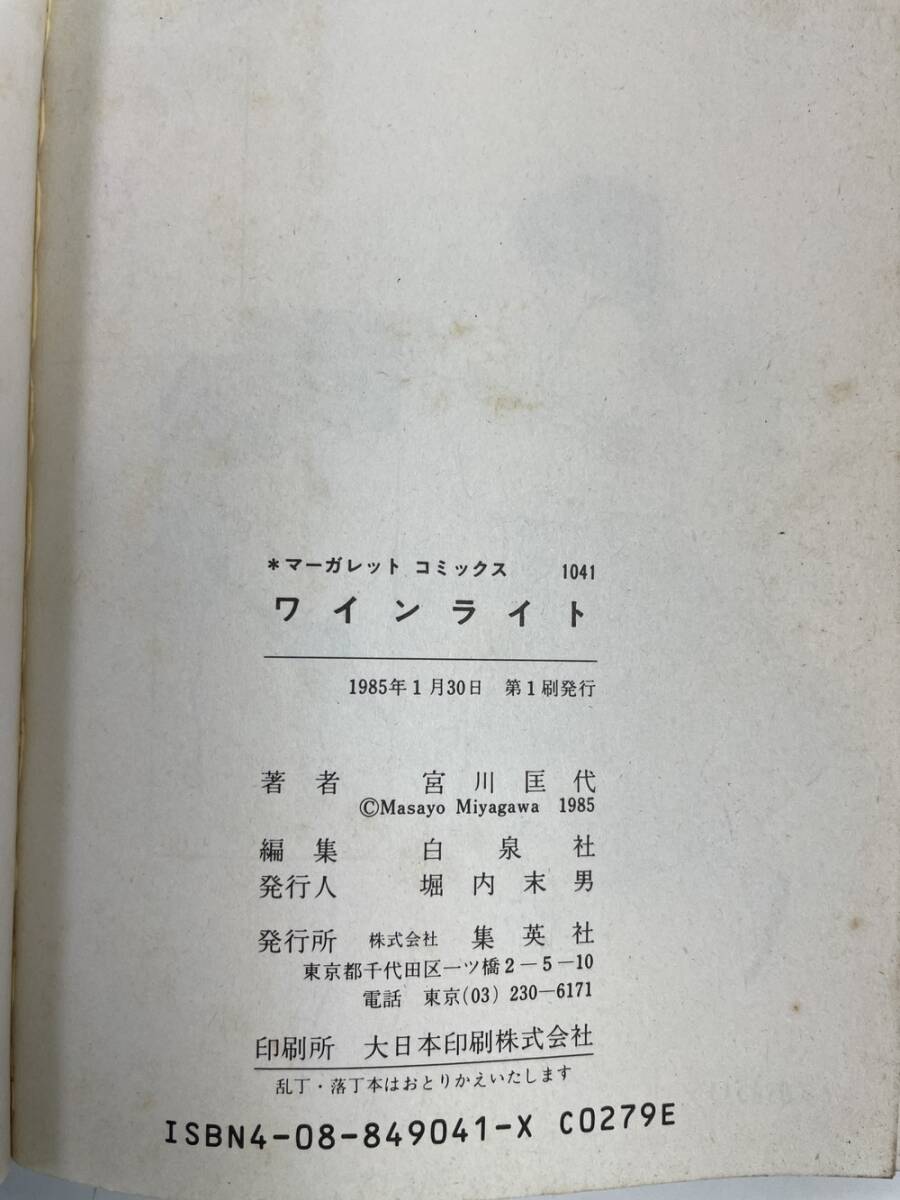 *マーガレット コミックス 1041
ワインライト
1985年1月30日 第1刷発行
著者 宮川匡代
©Masayo Miyagawa 1985
編集 白泉社
発行人 堀内末男
発行所 株式会社 集英社
東京都千代田区一ツ橋2-5-10
電話 東京(03) 230-6171
印刷所 大日本印刷株式会社
乱丁・落丁本はおとりかえいたします
ISBN4-08-849041-X C0279E